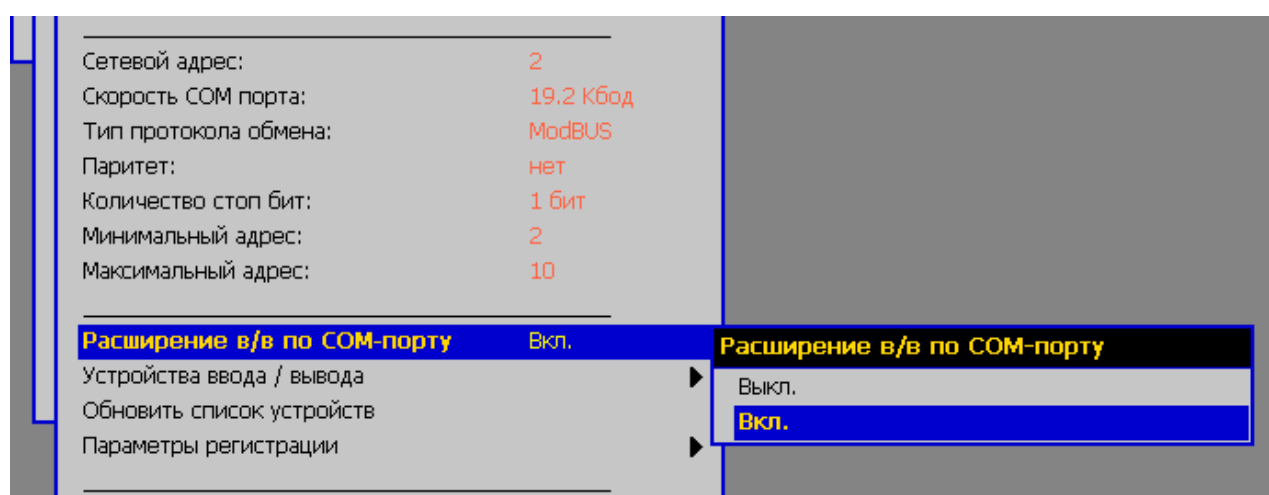 Сетевой адрес: 2
Скорость COM порта: 19.2 Кбод
Тип протокола обмена: ModBUS
Паритет: нет
Количество стоп бит: 1 бит
Минимальный адрес: 2
Максимальный адрес: 10
Расширение в/в по COM-порту Вкл.
Устройства ввода / вывода
Обновить список устройств
Параметры регистрации
Расширение в/в по COM-порту
Выкл.
Вкл.